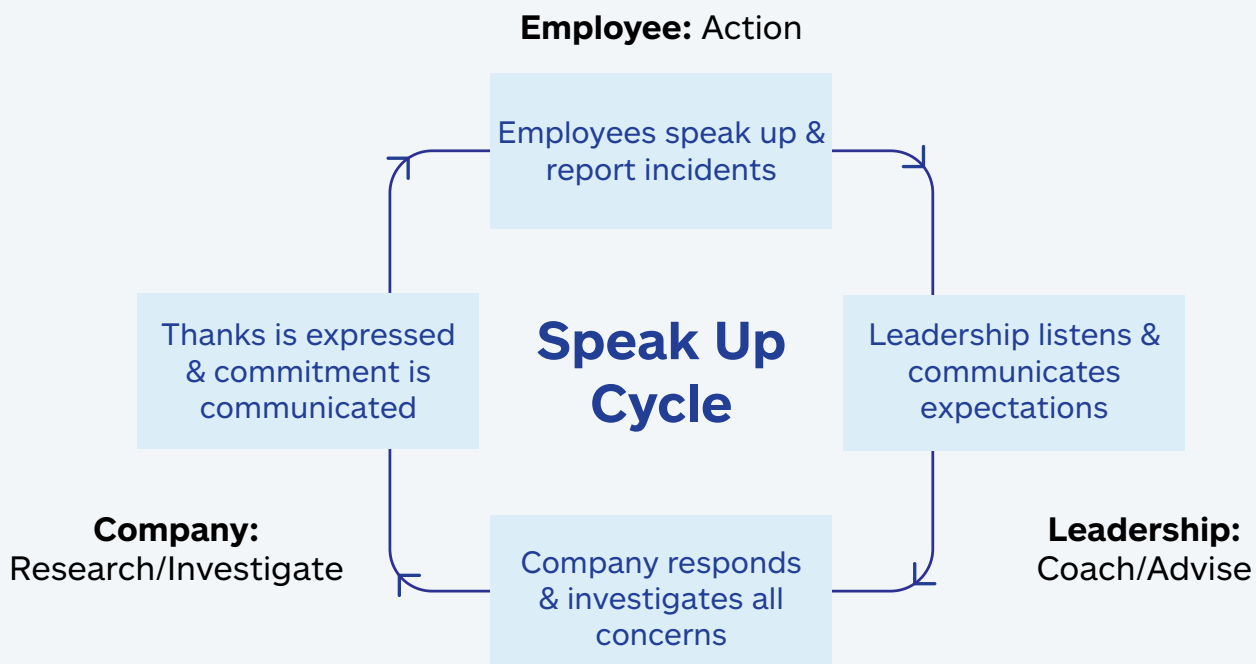 Employee: Action
Employees speak up &
report incidents
Thanks is expressed
& commitment is
communicated
Speak Up
Cycle
Leadership listens &
communicates
expectations
Company:
Research/Investigate
Company responds
& investigates all
concerns
Leadership:
Coach/Advise